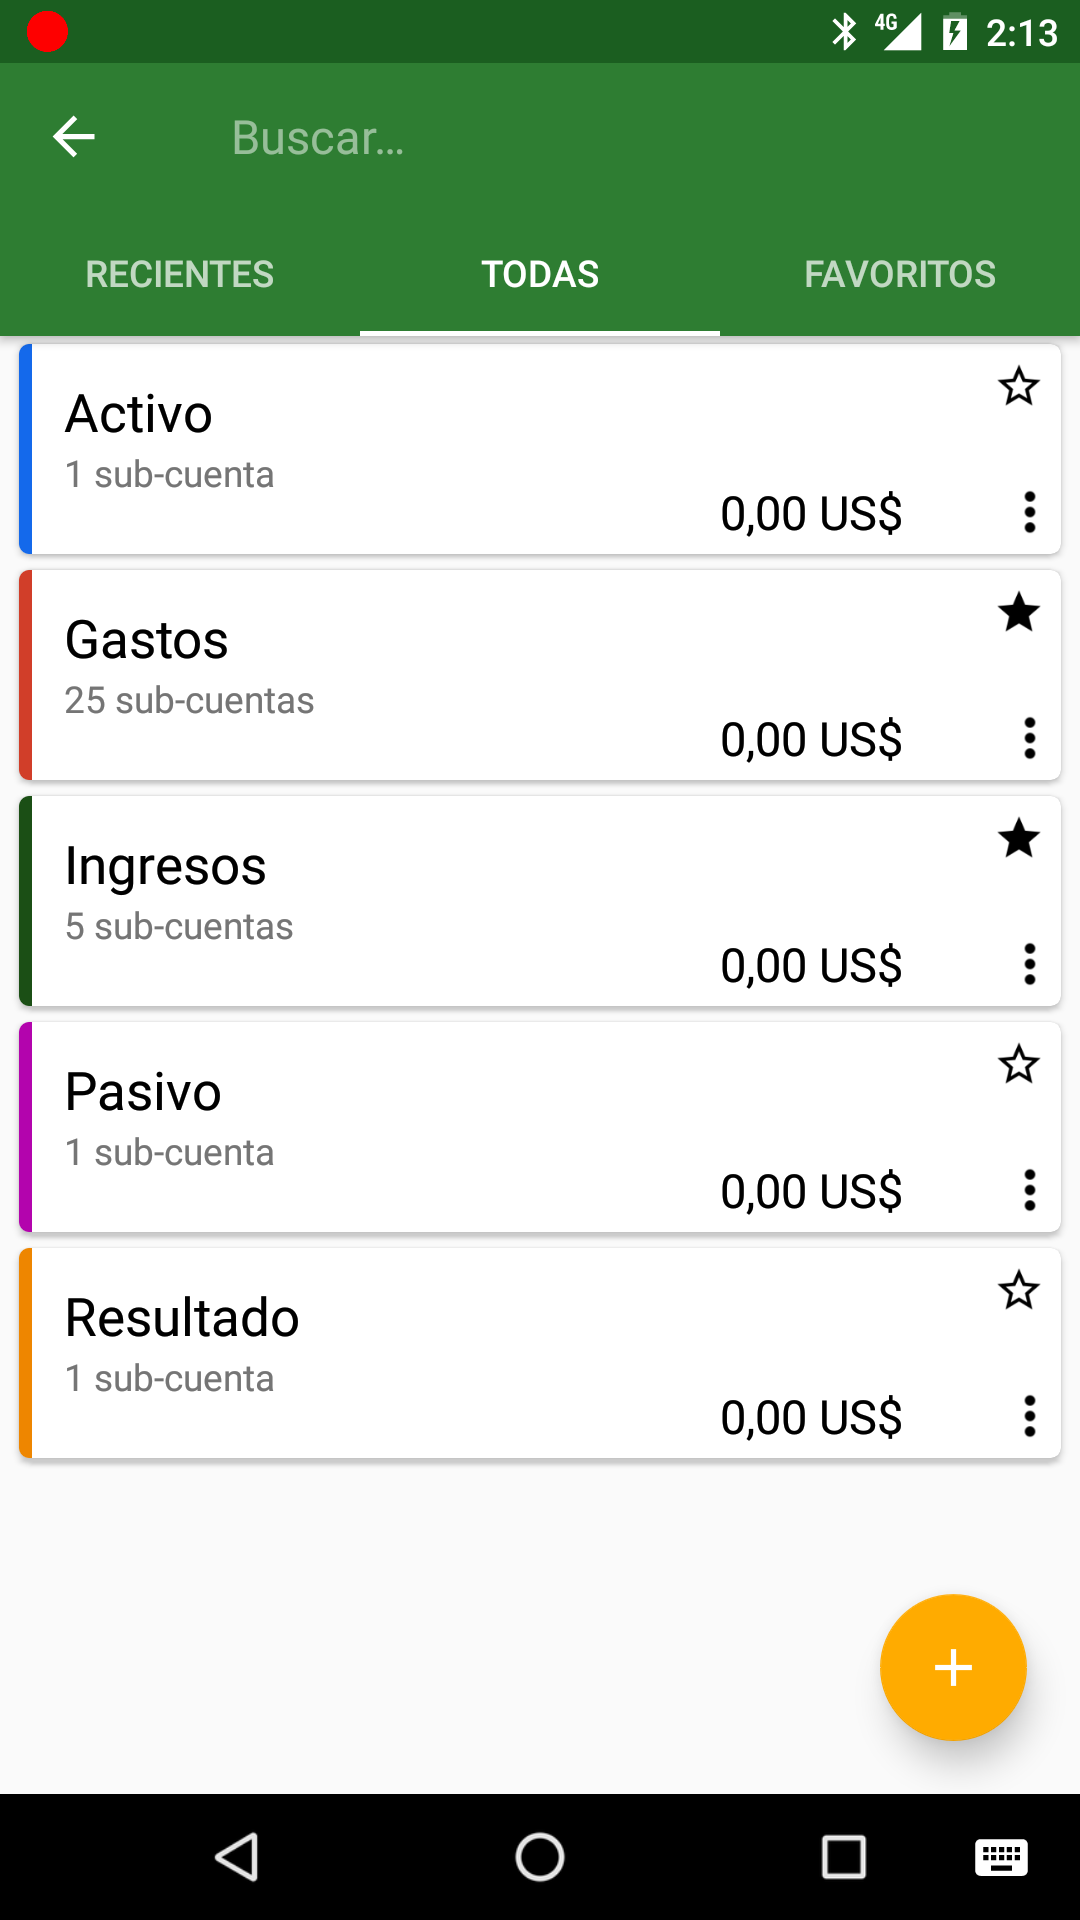 4G 2:13
Buscar...
RECIENTES TODAS FAVORITOS
Activo
1 sub-cuenta
0,00 US$
Gastos
25 sub-cuentas
0,00 US$
Ingresos
5 sub-cuentas
0,00 US$
Pasivo
1 sub-cuenta
0,00 US$
Resultado
1 sub-cuenta
0,00 US$